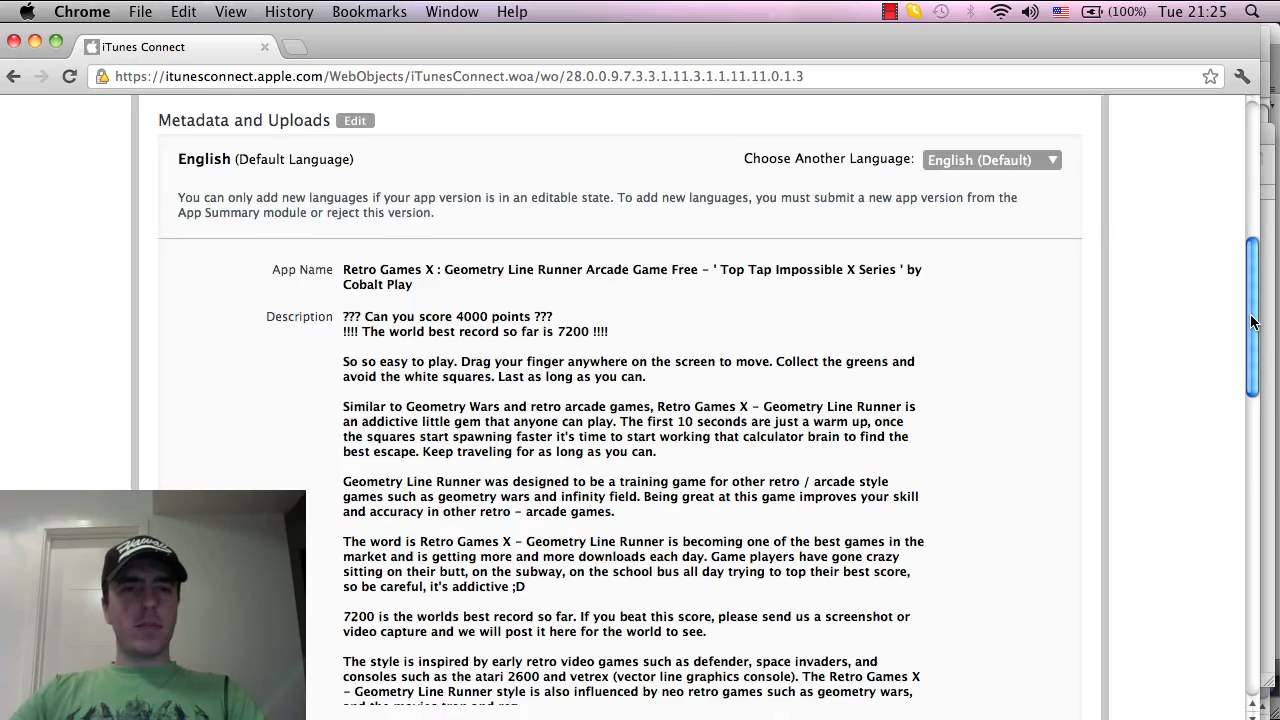 Chrome File Edit View History Bookmarks Window Help (100%) Tue 21:25
iTunes Connect
https://itunesconnect.apple.com/WebObjects/iTunesConnect.woa/wo/28.0.0.9.7.3.3.1.11.3.1.1.11.11.0.1.3
Metadata and Uploads Edit
English (Default Language) Choose Another Language: English (Default)
You can only add new languages if your app version is in an editable state. To add new languages, you must submit a new app version from the
App Summary module or reject this version.
App Name Retro Games X : Geometry Line Runner Arcade Game Free - ' Top Tap Impossible X Series ' by
Cobalt Play
Description ??? Can you score 4000 points ???
!!!! The world best record so far is 7200 !!!!
So so easy to play. Drag your finger anywhere on the screen to move. Collect the greens and
avoid the white squares. Last as long as you can.
Similar to Geometry Wars and retro arcade games, Retro Games X - Geometry Line Runner is
an addictive little gem that anyone can play. The first 10 seconds are just a warm up, once
the squares start spawning faster it's time to start working that calculator brain to find the
best escape. Keep traveling for as long as you can.
Geometry Line Runner was designed to be a training game for other retro / arcade style
games such as geometry wars and infinity field. Being great at this game improves your skill
and accuracy in other retro - arcade games.
The word is Retro Games X - Geometry Line Runner is becoming one of the best games in the
market and is getting more and more downloads each day. Game players have gone crazy
sitting on their butt, on the subway, on the school bus all day trying to top their best score,
so be careful, it's addictive ;D
7200 is the worlds best record so far. If you beat this score, please send us a screenshot or
video capture and we will post it here for the world to see.
The style is inspired by early retro video games such as defender, space invaders, and
consoles such as the atari 2600 and vetrex (vector line graphics console). The Retro Games X
- Geometry Line Runner style is also influenced by neo retro games such as geometry wars,
and the movies tron and